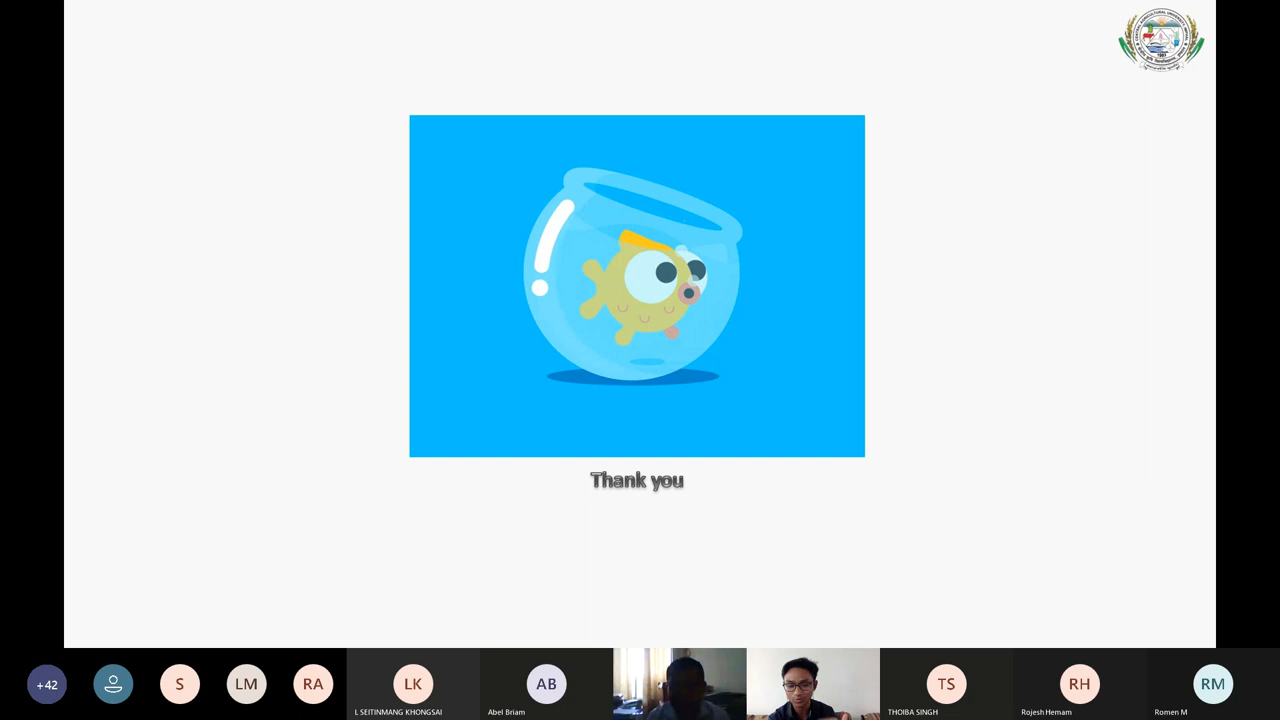 Thank you
+42
S
LM
RA
LK
L SEITINMANG KHONGSAI
AB
Abel Briam
TS
THOIBA SINGH
RH
Rojesh Hemam
RM
Romen M